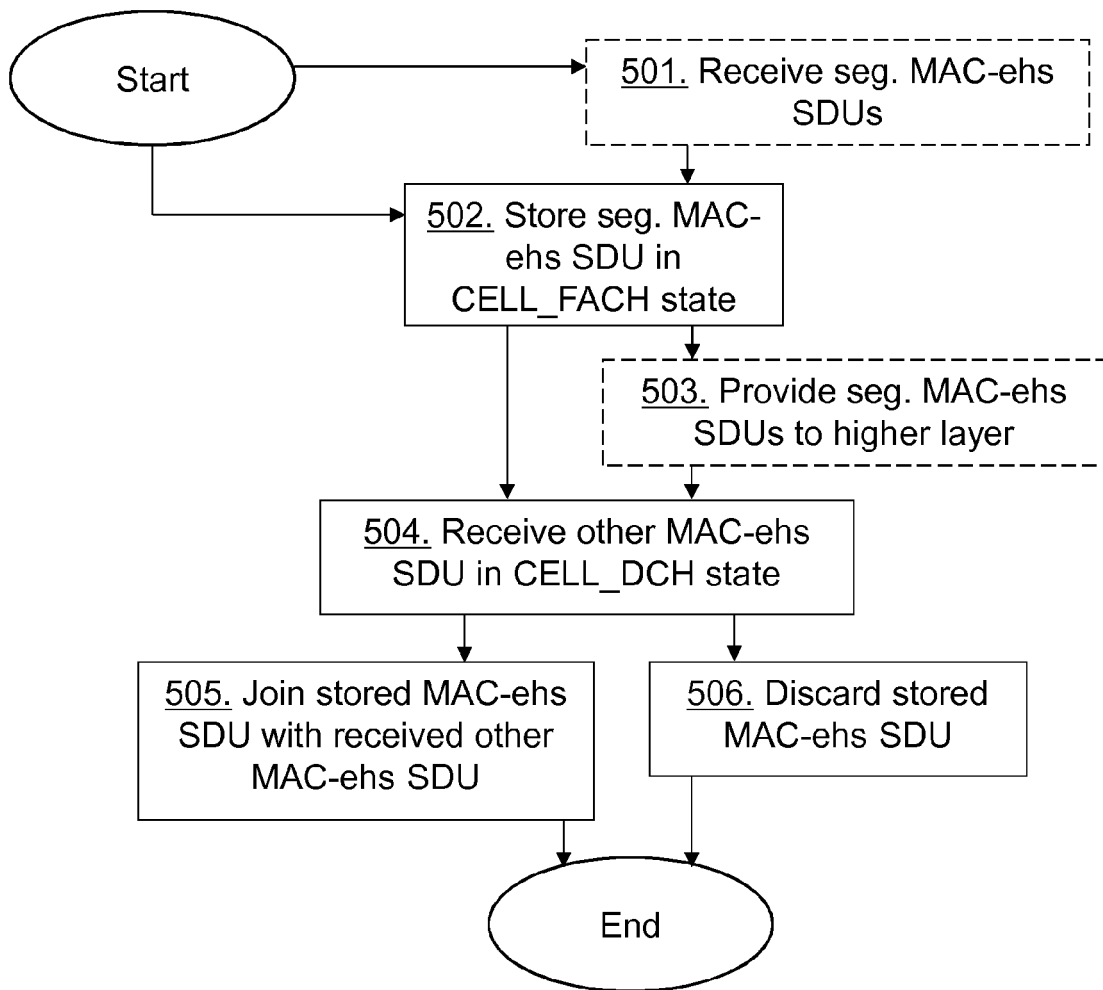 Start
501. Receive seg. MAC-ehs
SDUs
502. Store seg. MAC-
ehs SDU in
CELL_FACH state
503. Provide seg. MAC-ehs
SDUs to higher layer
504. Receive other MAC-ehs
SDU in CELL_DCH state
505. Join stored MAC-ehs
SDU with received other
MAC-ehs SDU
506. Discard stored
MAC-ehs SDU
End